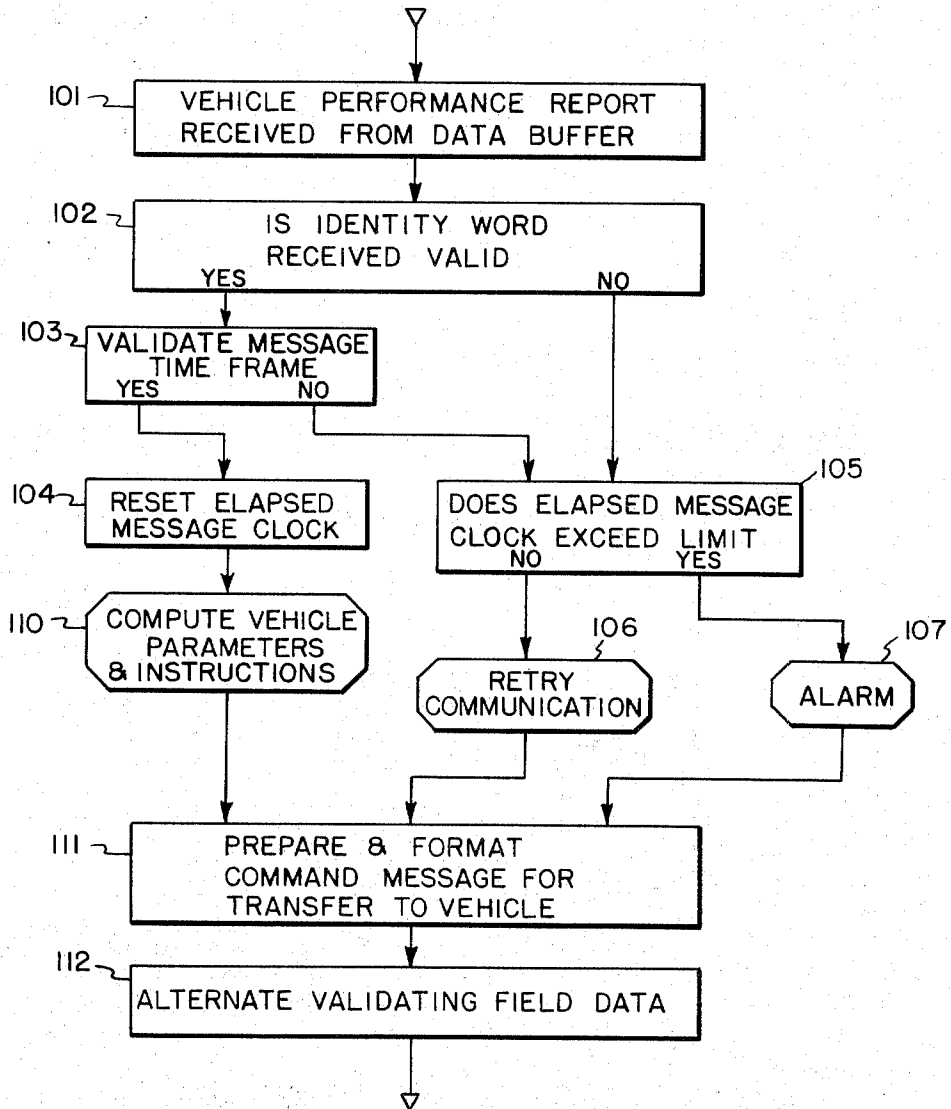 101
VEHICLE PERFORMANCE REPORT
RECEIVED FROM DATA BUFFER
102
IS IDENTITY WORD
RECEIVED VALID
YES
NO
103
VALIDATE MESSAGE
TIME FRAME
YES
NO
104
RESET ELAPSED
MESSAGE CLOCK
105
DOES ELAPSED MESSAGE
CLOCK EXCEED LIMIT
NO
YES
110
COMPUTE VEHICLE
PARAMETERS
& INSTRUCTIONS
106
RETRY
COMMUNICATION
107
ALARM
111
PREPARE & FORMAT
COMMAND MESSAGE FOR
TRANSFER TO VEHICLE
112
ALTERNATE VALIDATING FIELD DATA